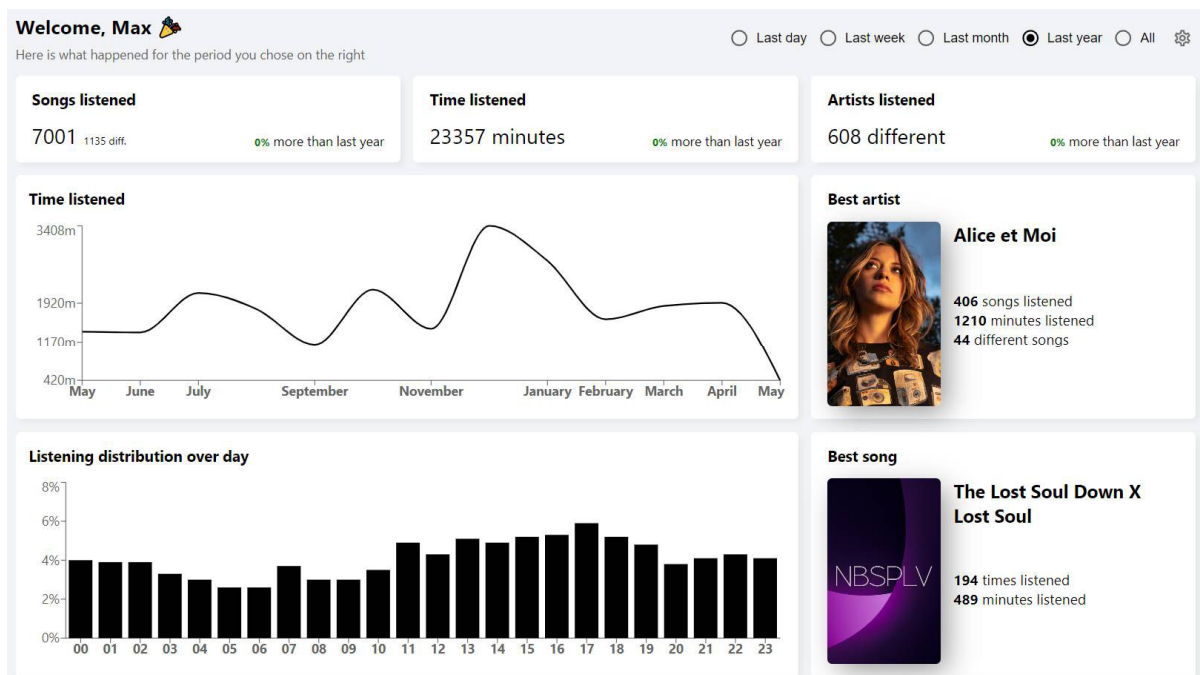 Welcome, Max 🎉
Here is what happened for the period you chose on the right
Last day Last week Last month Last year All
Songs listened
7001 1135 diff.
0% more than last year
Time listened
23357 minutes
0% more than last year
Artists listened
608 different
0% more than last year
Time listened
3408m
1920m
1170m
420m
May June July September November January February March April May
Best artist
Alice et Moi
406 songs listened
1210 minutes listened
44 different songs
Listening distribution over day
8%
6%
4%
2%
0%
00 01 02 03 04 05 06 07 08 09 10 11 12 13 14 15 16 17 18 19 20 21 22 23
Best song
NBSPLV
The Lost Soul Down X
Lost Soul
194 times listened
489 minutes listened